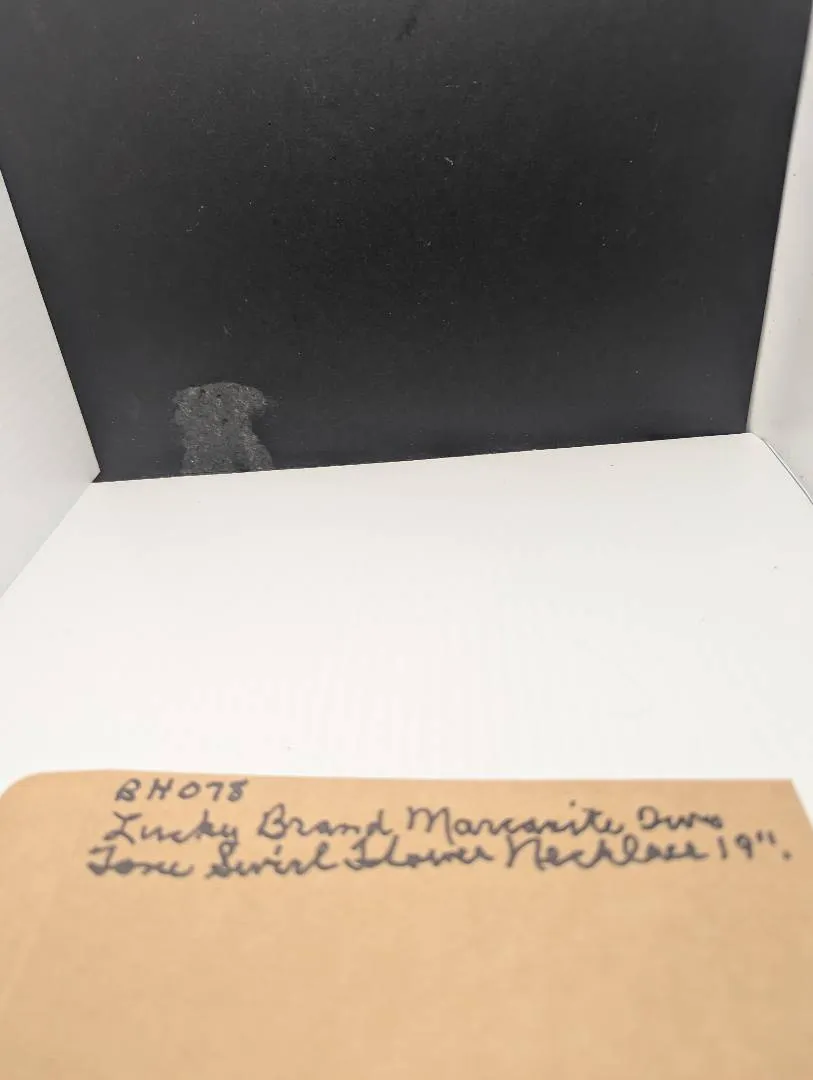 BH078
Lucky Brand Marcasite Two
Tone Swirl Flower Necklace 19".